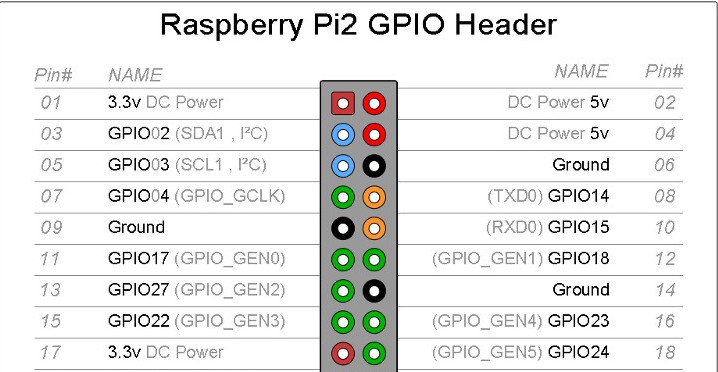 Raspberry Pi2 GPIO Header
Pin# NAME NAME Pin#
01 3.3v DC Power DC Power 5v 02
03 GPIO02 (SDA1 , I²C) DC Power 5v 04
05 GPIO03 (SCL1 , I²C) Ground 06
07 GPIO04 (GPIO_GCLK) (TXD0) GPIO14 08
09 Ground (RXD0) GPIO15 10
11 GPIO17 (GPIO_GEN0) (GPIO_GEN1) GPIO18 12
13 GPIO27 (GPIO_GEN2) Ground 14
15 GPIO22 (GPIO_GEN3) (GPIO_GEN4) GPIO23 16
17 3.3v DC Power (GPIO_GEN5) GPIO24 18